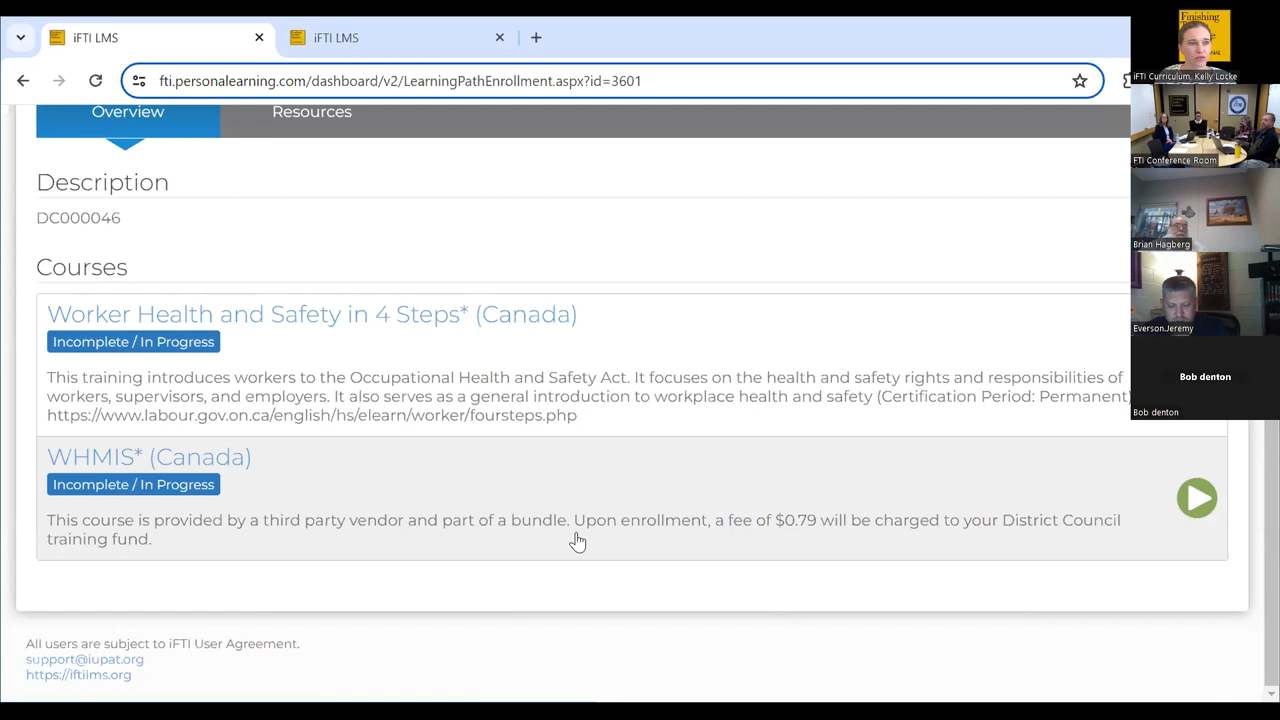 iFTI LMS
iFTI LMS
fti.personalearning.com/dashboard/v2/LearningPathEnrollment.aspx?id=3601
Overview
Resources
Description
DC000046
Courses
Worker Health and Safety in 4 Steps* (Canada)
Incomplete / In Progress
This training introduces workers to the Occupational Health and Safety Act. It focuses on the health and safety rights and responsibilities of
workers, supervisors, and employers. It also serves as a general introduction to workplace health and safety (Certification Period: Permanent)
https://www.labour.gov.on.ca/english/hs/elearn/worker/foursteps.php
WHMIS* (Canada)
Incomplete / In Progress
This course is provided by a third party vendor and part of a bundle. Upon enrollment, a fee of $0.79 will be charged to your District Council
training fund.
All users are subject to iFTI User Agreement.
support@iupat.org
https://iftilms.org
Finishing
iFTI Curriculum, Kelly Locke
FTI Conference Room
Brian Hagberg
Everson.Jeremy
Bob denton
Bob denton